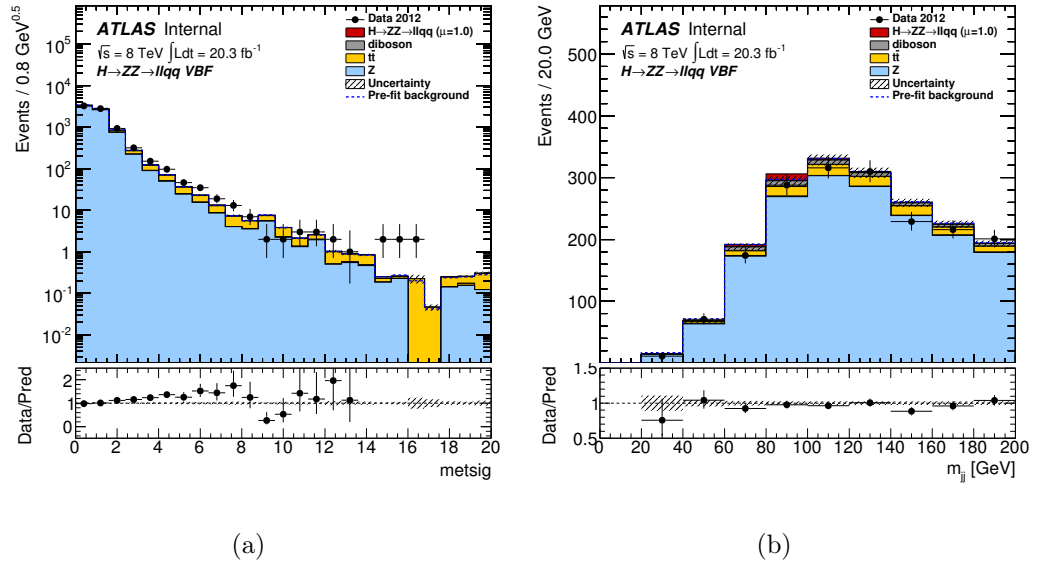 ATLAS Internal
√s = 8 TeV ∫Ldt = 20.3 fb⁻¹
H→ZZ→llqq VBF
Data 2012
H→ZZ→llqq (μ=1.0)
diboson
tt̄
Z
Uncertainty
Pre-fit background
Events / 0.8 GeV⁰·⁵
10⁵
10⁴
10³
10²
10
1
10⁻¹
10⁻²
Data/Pred
2
1
0
0 2 4 6 8 10 12 14 16 18 20
metsig
(a)
ATLAS Internal
√s = 8 TeV ∫Ldt = 20.3 fb⁻¹
H→ZZ→llqq VBF
Data 2012
H→ZZ→llqq (μ=1.0)
diboson
tt̄
Z
Uncertainty
Pre-fit background
Events / 20.0 GeV
500
400
300
200
100
Data/Pred
1.5
1
0.5
0 20 40 60 80 100 120 140 160 180 200
m_jj [GeV]
(b)